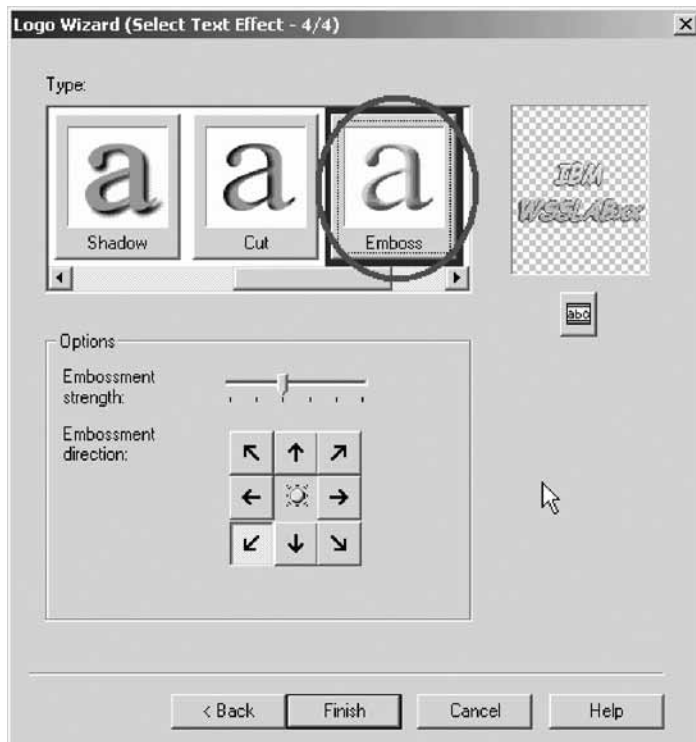 Logo Wizard (Select Text Effect - 4/4)
Type:
a
a
a
Shadow
Cut
Emboss
IBM
WSSLABxx
abc
Options
Embossment
strength:
Embossment
direction:
< Back
Finish
Cancel
Help